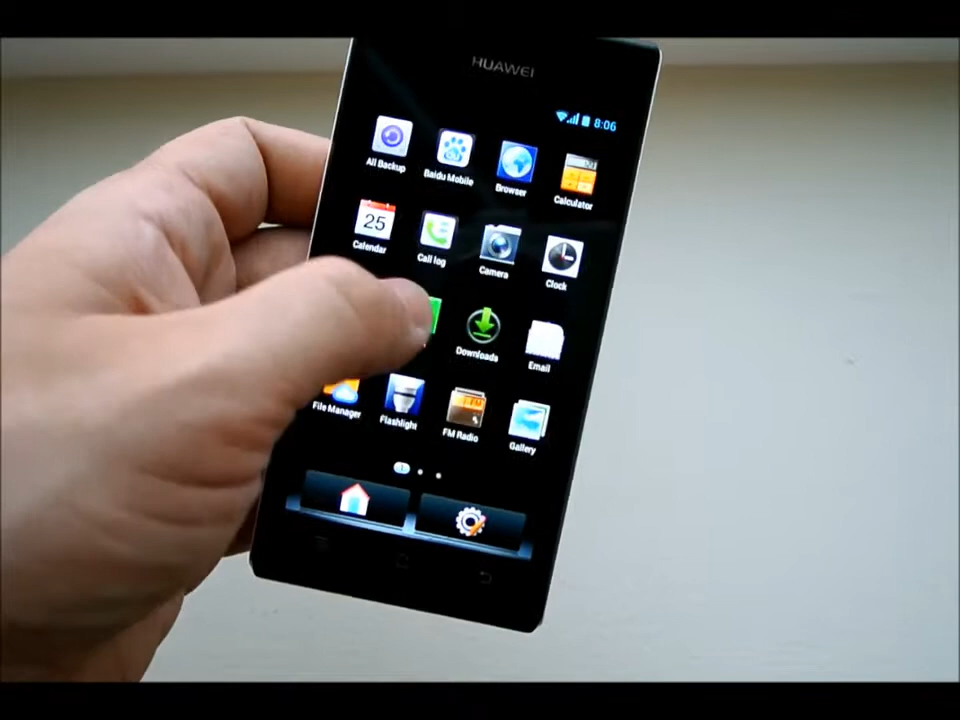 HUAWEI
8:06
All Backup
Baidu Mobile
Browser
Calculator
25
Calendar
Call log
Camera
Clock
Downloads
Email
File Manager
Flashlight
FM Radio
Gallery
1